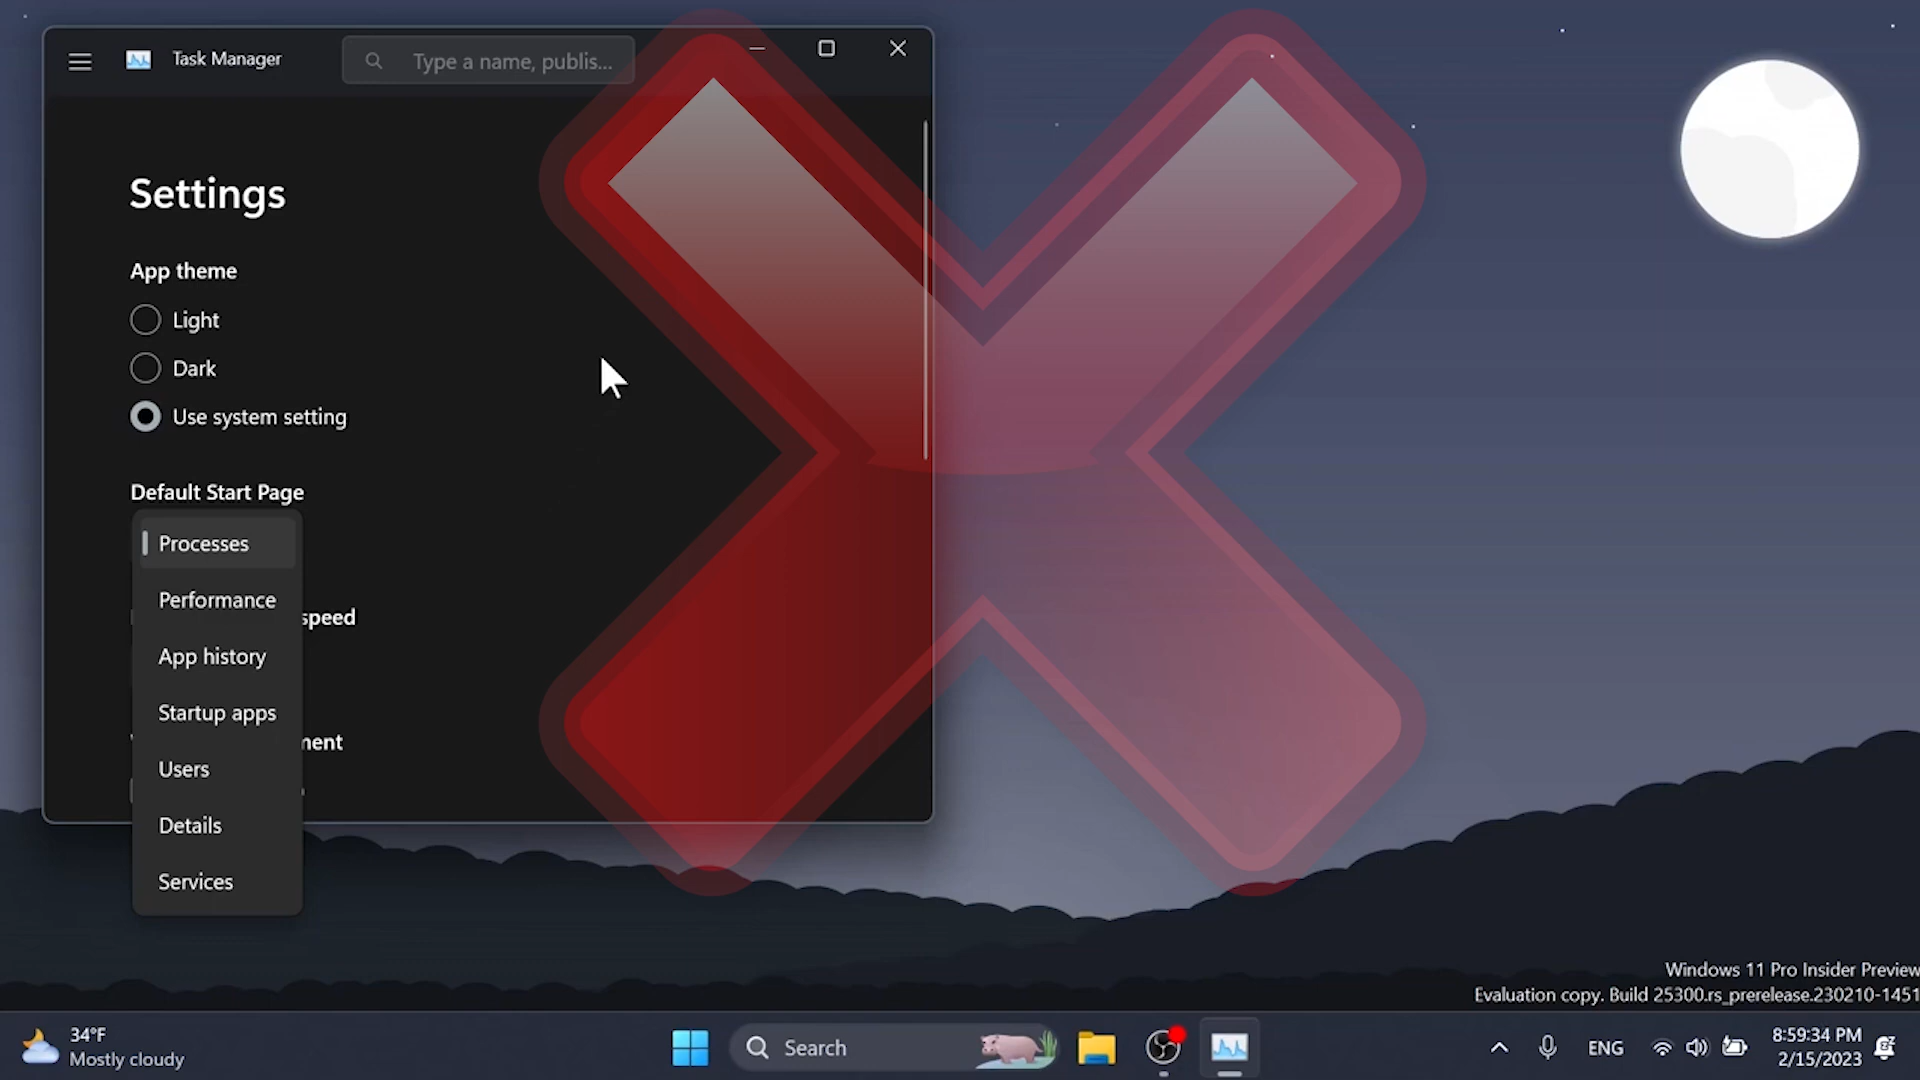 Task Manager
Type a name, publis...
Settings
App theme
Light
Dark
Use system setting
Default Start Page
Processes
Performance
speed
App history
Startup apps
Users
Details
Services
Windows 11 Pro Insider Preview
Evaluation copy. Build 25300.rs_prerelease.230210-1451
34°F
Mostly cloudy
Search
ENG
8:59:34 PM
2/15/2023